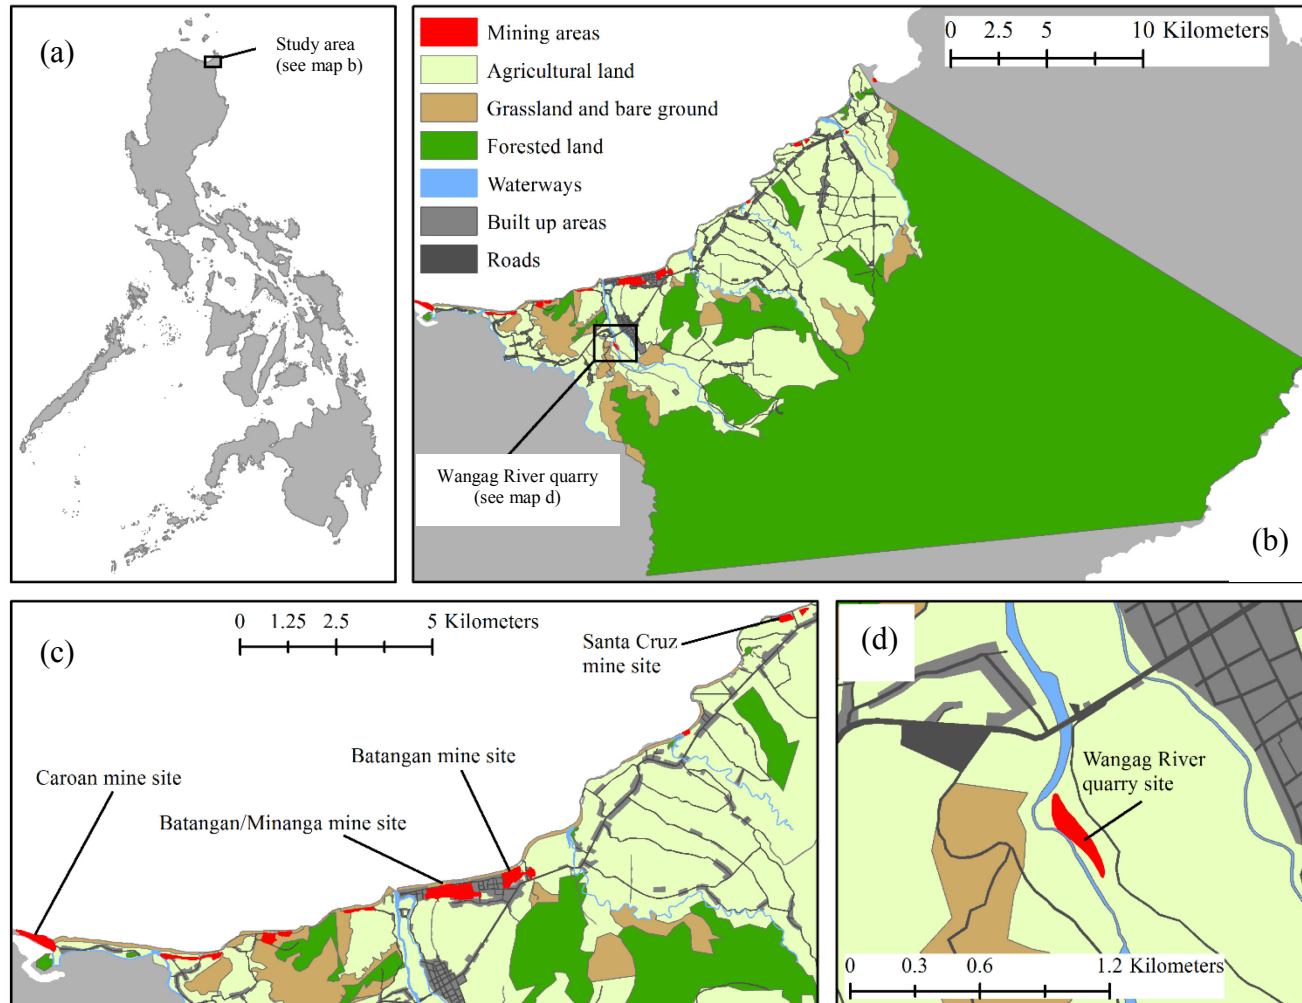 (a)
Study area
(see map b)
Mining areas
Agricultural land
Grassland and bare ground
Forested land
Waterways
Built up areas
Roads
0 2.5 5 10 Kilometers
Wangag River quarry
(see map d)
(b)
(c)
0 1.25 2.5 5 Kilometers
Santa Cruz
mine site
Batangan mine site
Caroan mine site
Batangan/Minanga mine site
(d)
Wangag River
quarry site
0 0.3 0.6 1.2 Kilometers